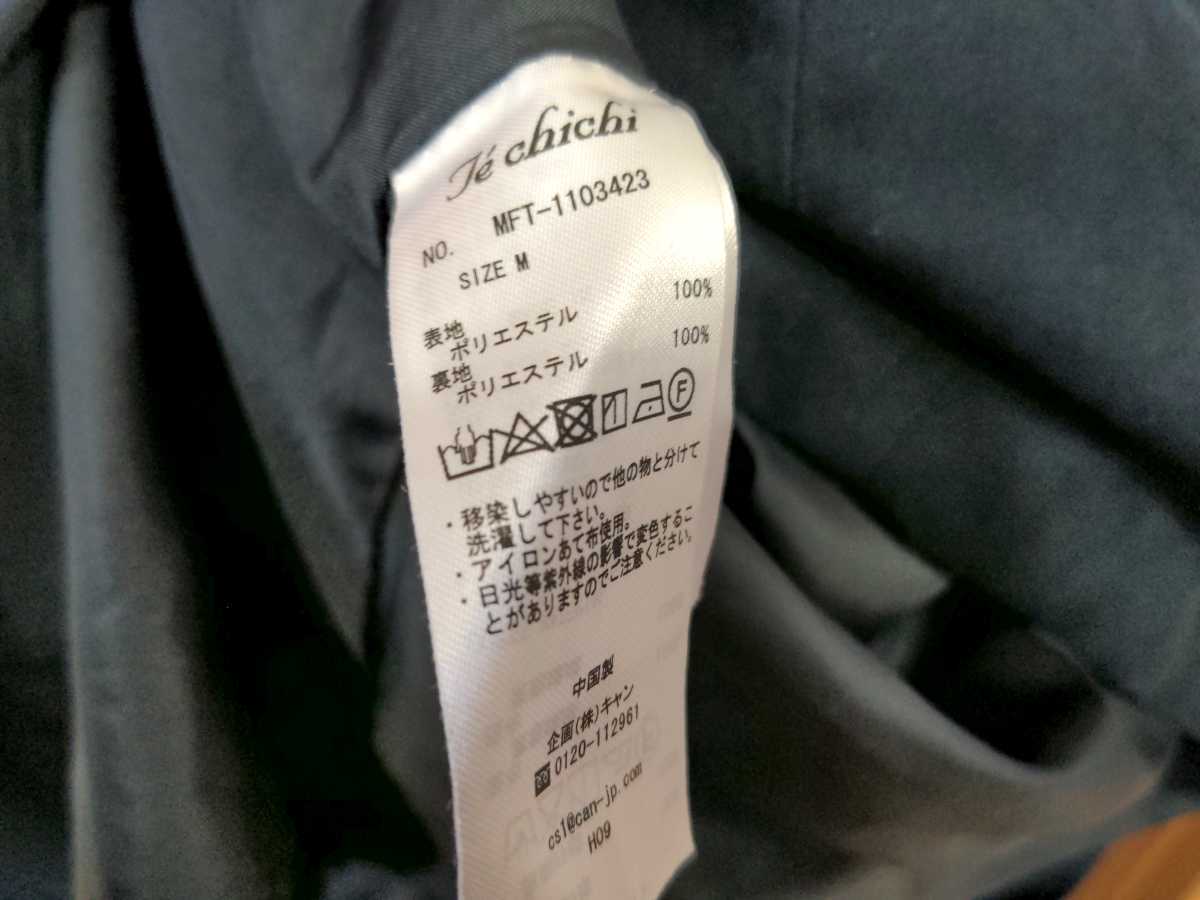 Té chichi
NO. MFT-1103423
SIZE M
表地
ポリエステル 100%
裏地
ポリエステル 100%
F
・移染しやすいので他の物と分けて
洗濯して下さい。
・アイロンあて布使用。
・日光等紫外線の影響で変色するこ
とがありますのでご注意ください。
中国製
企画(株)キャン
0120-112961
cs1@can-jp.com
H09